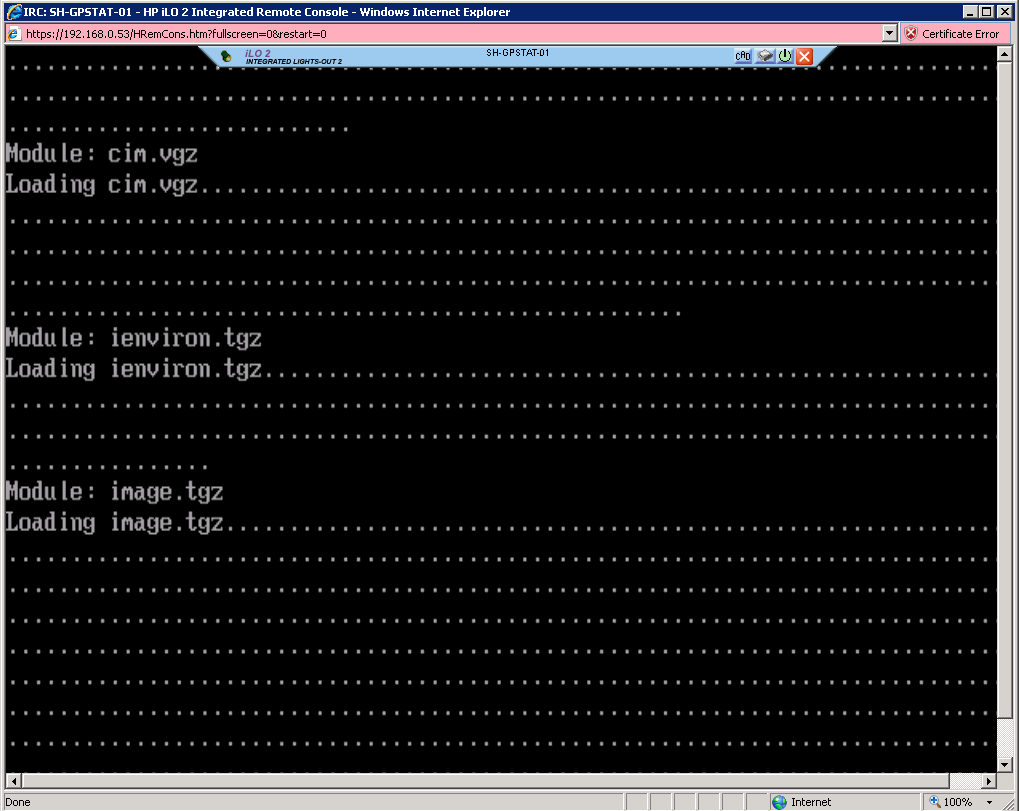 IRC: SH-GPSTAT-01 - HP iLO 2 Integrated Remote Console - Windows Internet Explorer
https://192.168.0.53/HRemCons.htm?fullscreen=0&restart=0
Certificate Error
iLO 2
INTEGRATED LIGHTS-OUT 2
SH-GPSTAT-01
CAD
Module: cim.vgz
Loading cim.vgz..............................................................
Module: ienviron.tgz
Loading ienviron.tgz.........................................................
Module: image.tgz
Loading image.tgz............................................................
Done
Internet
100%